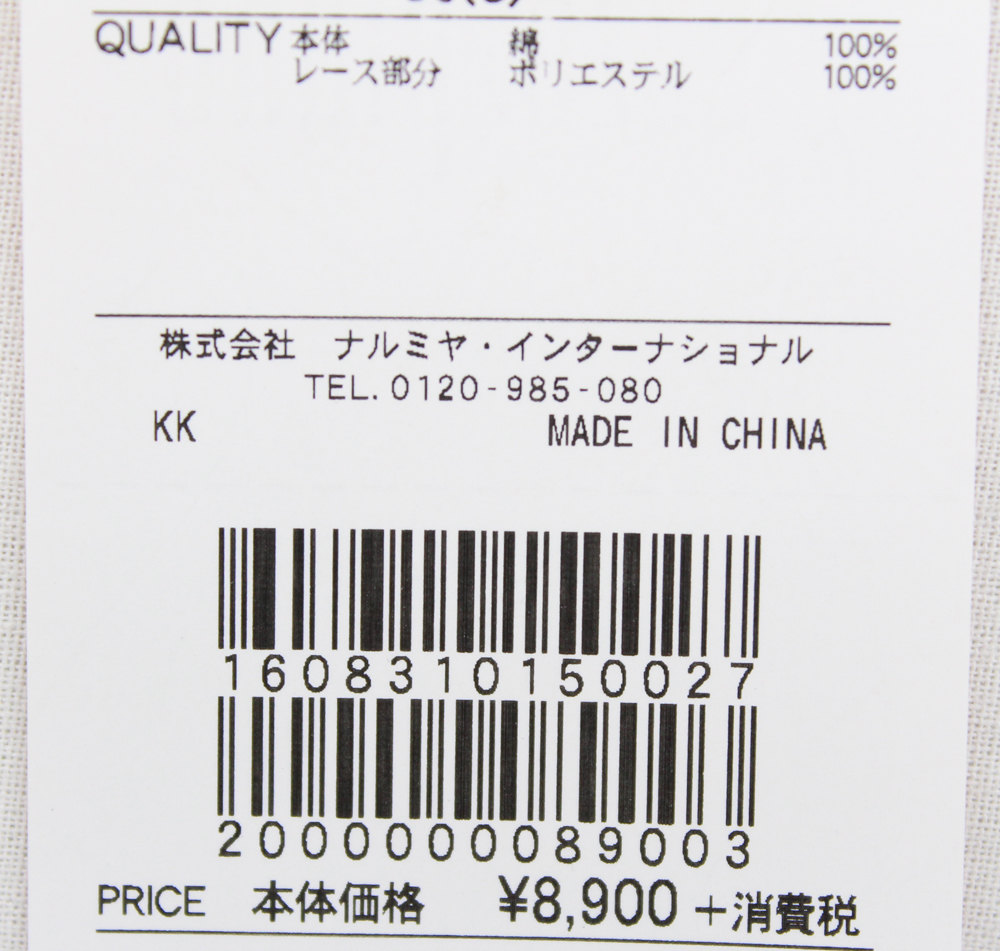 QUALITY 本体 綿 100%
レース部分 ポリエステル 100%
株式会社 ナルミヤ・インターナショナル
TEL.0120-985-080
KK MADE IN CHINA
1608310150027
2000000089003
PRICE 本体価格 ¥8,900 +消費税